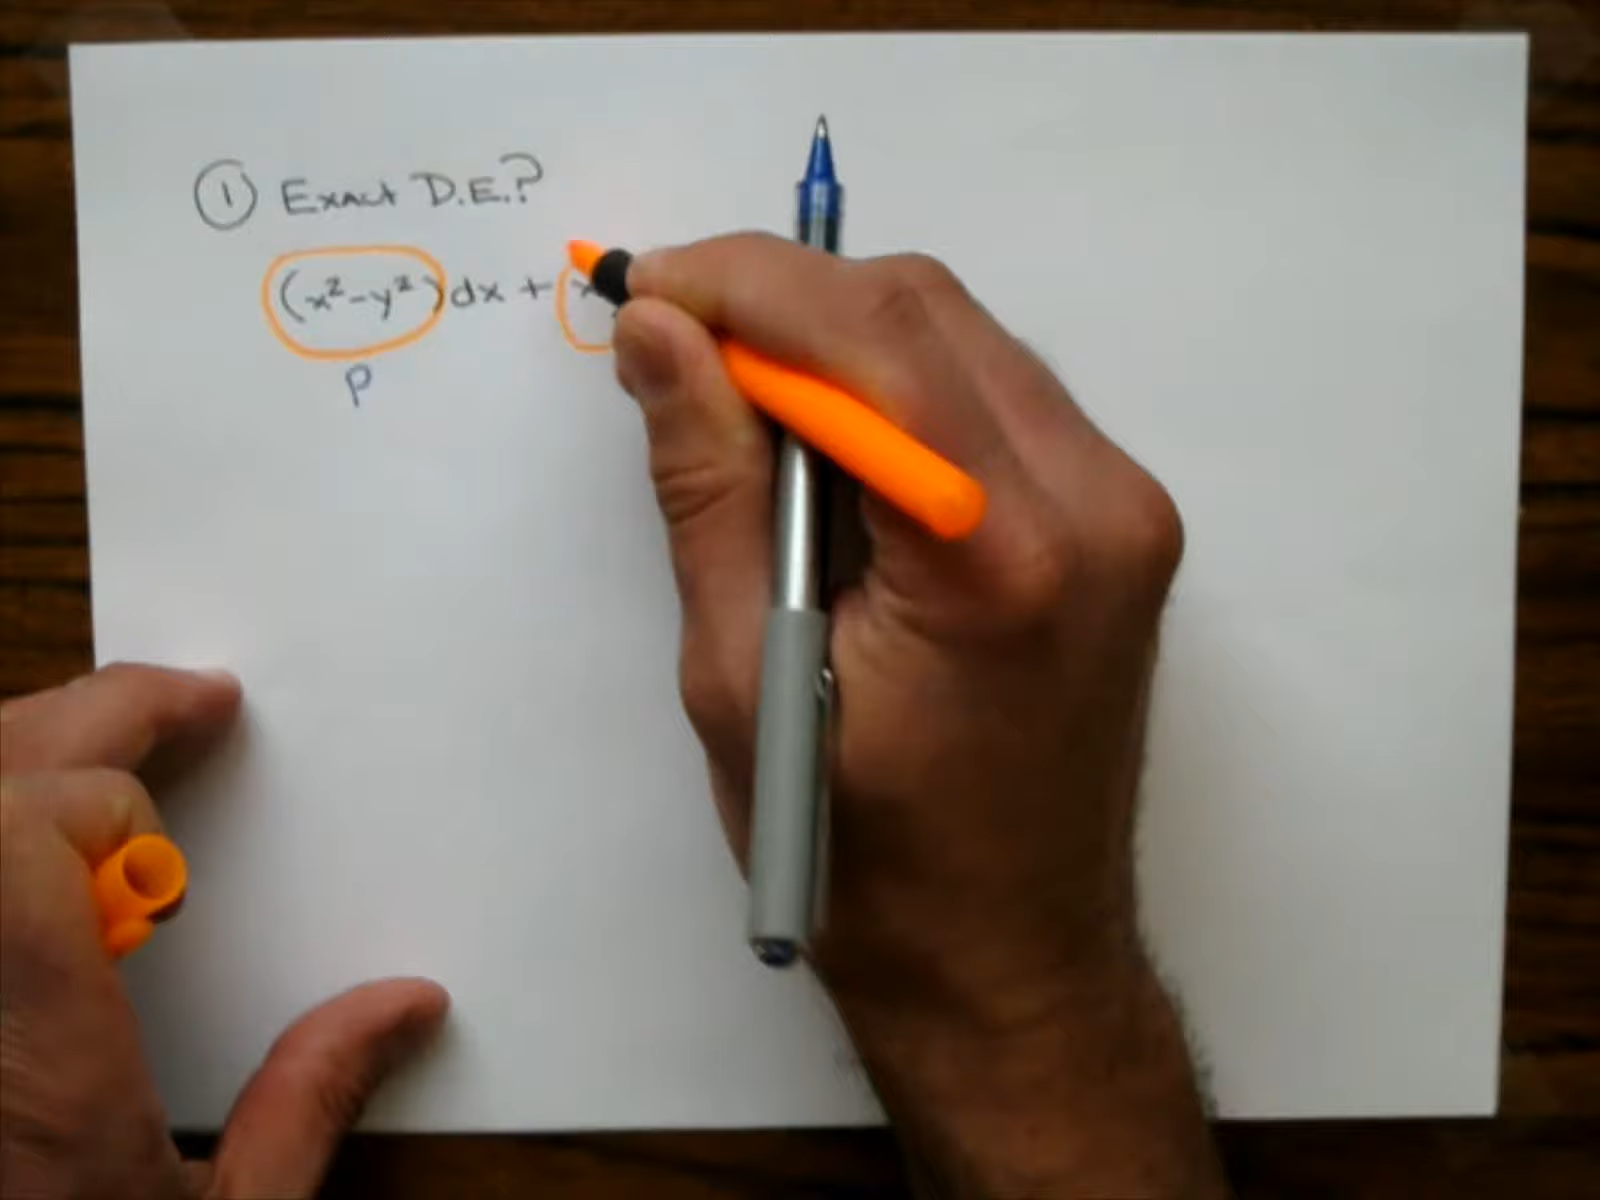 ① Exact D.E.?
(x²-y²)dx + x
P